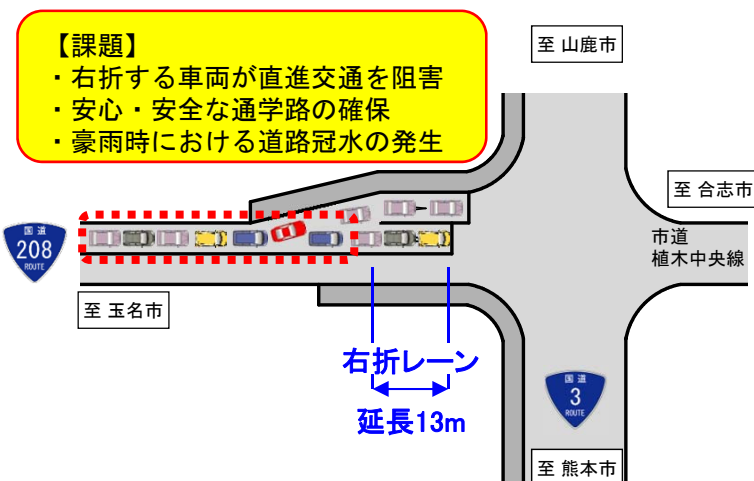 【課題】
・右折する車両が直進交通を阻害
・安心・安全な通学路の確保
・豪雨時における道路冠水の発生
至 山鹿市
至 合志市
市道
植木中央線
国道
208
ROUTE
至 玉名市
右折レーン
延長13m
国道
3
ROUTE
至 熊本市